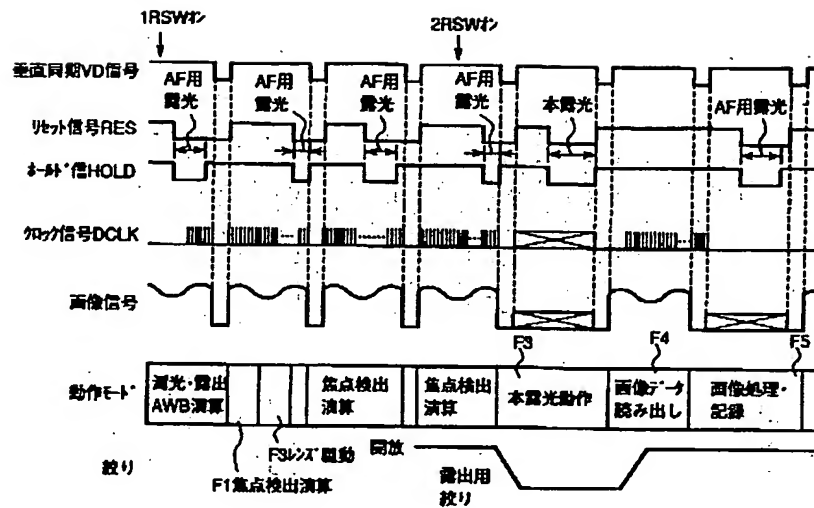 1RSWオン
2RSWオン
垂直同期VD信号
AF用
露光
AF用
露光
AF用
露光
AF用
露光
本露光
AF用露光
リセット信号RES
ホールド信HOLD
クロック信号DCLK
画像信号
F3
F4
F5
動作モード
測光・露出
AWB演算
焦点検出
演算
焦点検出
演算
本露光動作
画像データ
読み出し
画像処理・
記録
F3レンズ駆動
F1焦点検出演算
絞り
開放
露出用
絞り